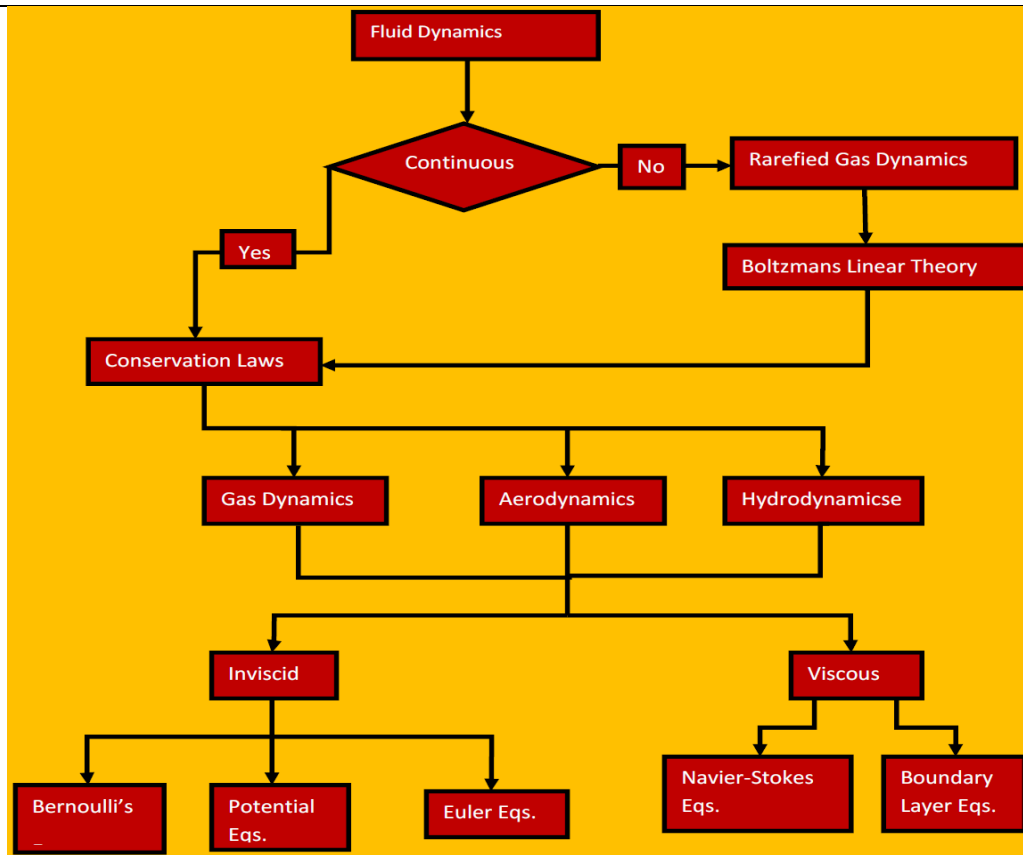 Fluid Dynamics
Continuous
No
Rarefied Gas Dynamics
Yes
Boltzmans Linear Theory
Conservation Laws
Gas Dynamics
Aerodynamics
Hydrodynamicse
Inviscid
Viscous
Bernoulli’s
Potential
Eqs.
Euler Eqs.
Navier-Stokes
Eqs.
Boundary
Layer Eqs.